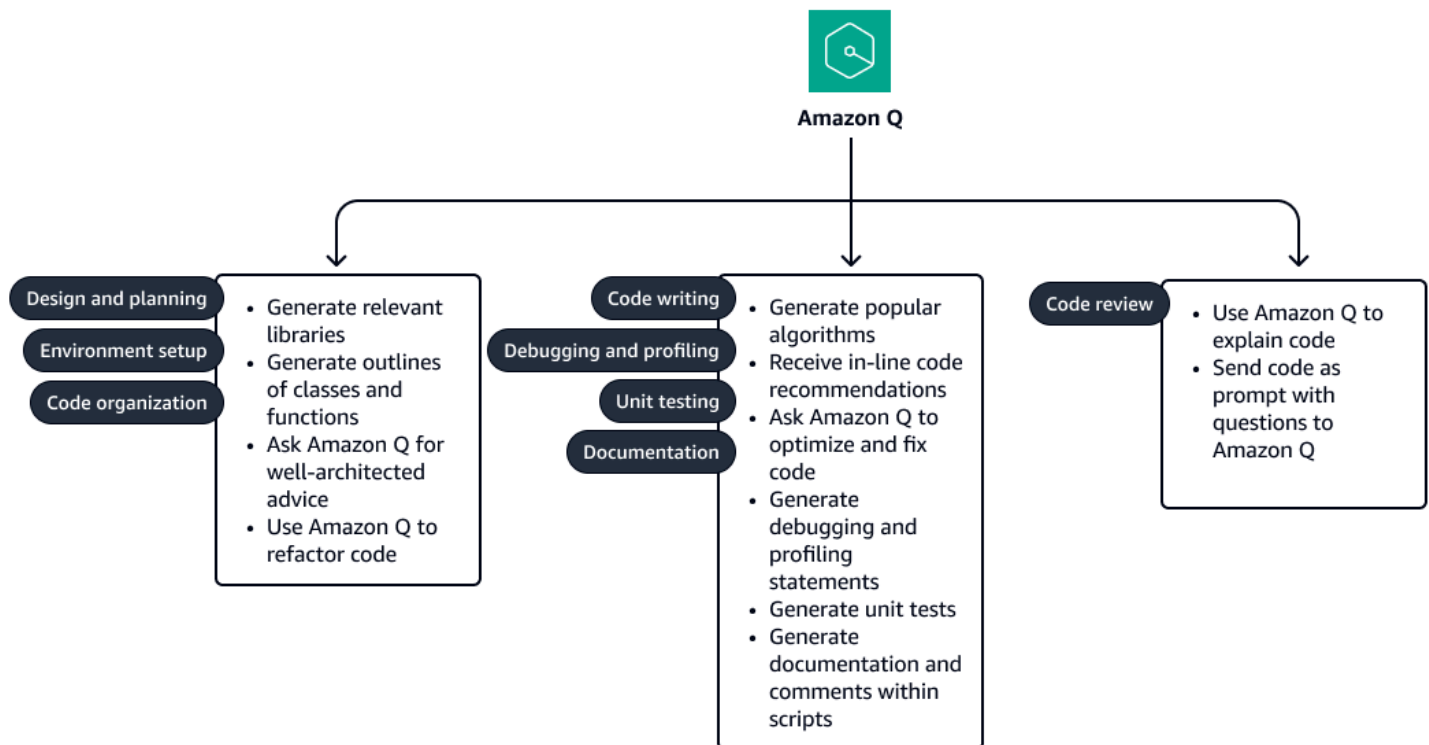 Amazon Q
Design and planning
Environment setup
Code organization
• Generate relevant
libraries
• Generate outlines
of classes and
functions
• Ask Amazon Q for
well-architected
advice
• Use Amazon Q to
refactor code
Code writing
Debugging and profiling
Unit testing
Documentation
• Generate popular
algorithms
• Receive in-line code
recommendations
• Ask Amazon Q to
optimize and fix
code
• Generate
debugging and
profiling
statements
• Generate unit tests
• Generate
documentation and
comments within
scripts
Code review
• Use Amazon Q to
explain code
• Send code as
prompt with
questions to
Amazon Q